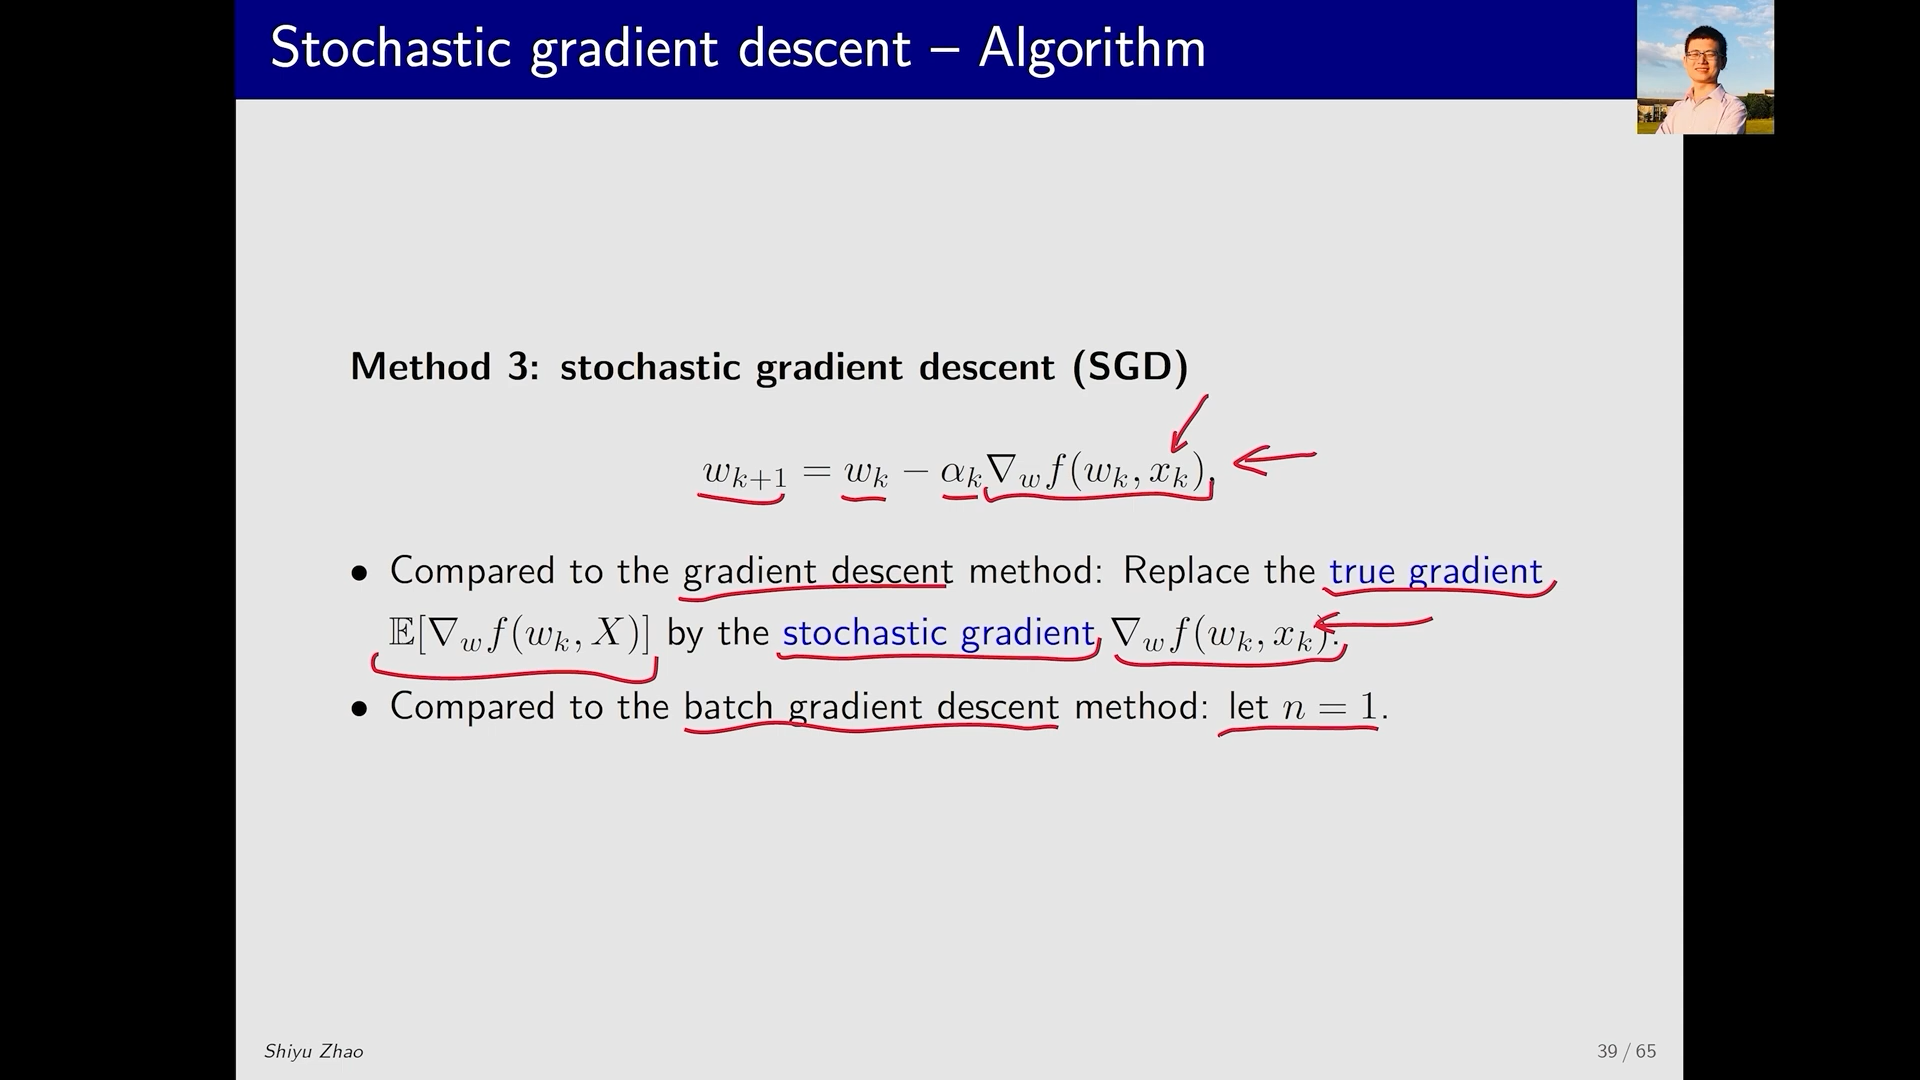 Stochastic gradient descent – Algorithm
Method 3: stochastic gradient descent (SGD)
w_{k+1} = w_k − α_k∇_w f(w_k, x_k),
• Compared to the gradient descent method: Replace the true gradient
𝔼[∇_w f(w_k, X)] by the stochastic gradient ∇_w f(w_k, x_k).
• Compared to the batch gradient descent method: let n = 1.
Shiyu Zhao
39 / 65